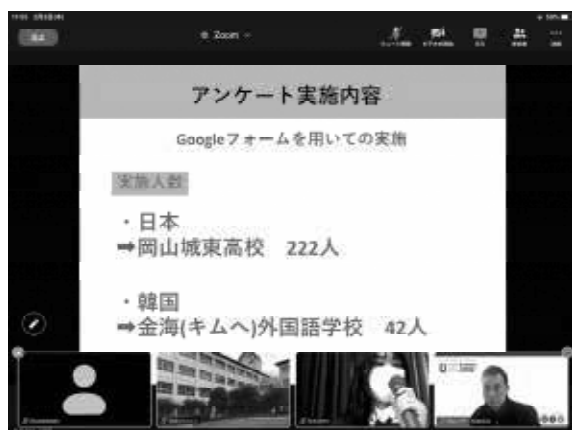 Zoom
アンケート実施内容
Googleフォームを用いての実施
実施人数
・日本
➡岡山城東高校 222人
・韓国
➡金海(キムヘ)外国語学校 42人